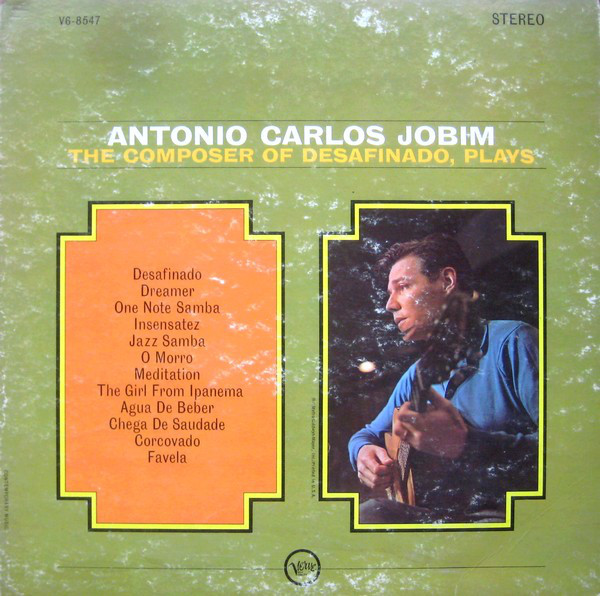 V6-8547
STEREO
ANTONIO CARLOS JOBIM
THE COMPOSER OF DESAFINADO, PLAYS
Desafinado
Dreamer
One Note Samba
Insensatez
Jazz Samba
O Morro
Meditation
The Girl From Ipanema
Agua De Beber
Chega De Saudade
Corcovado
Favela
Verve